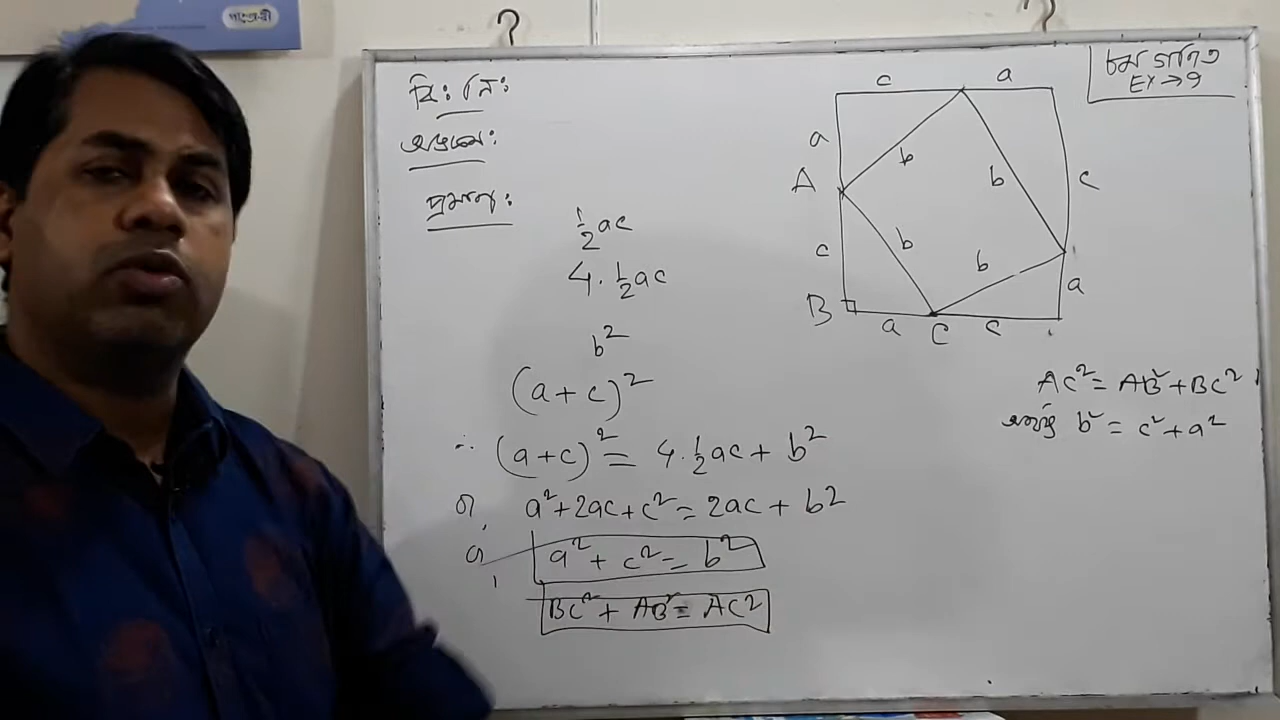 পাঞ্জেরী
৮ম গণিত
EX → 9
বি: নি:
অঙ্কন:
প্রমাণ:
1/2 ac
4. 1/2 ac
b²
(a+c)²
∴ (a+c)² = 4. 1/2 ac + b²
বা, a²+2ac+c² = 2ac + b²
বা, a² + c² = b²
BC² + AB² = AC²
c a
a b b c
A
c b b a
B a C c
AC² = AB² + BC²
অর্থাৎ b² = c² + a²